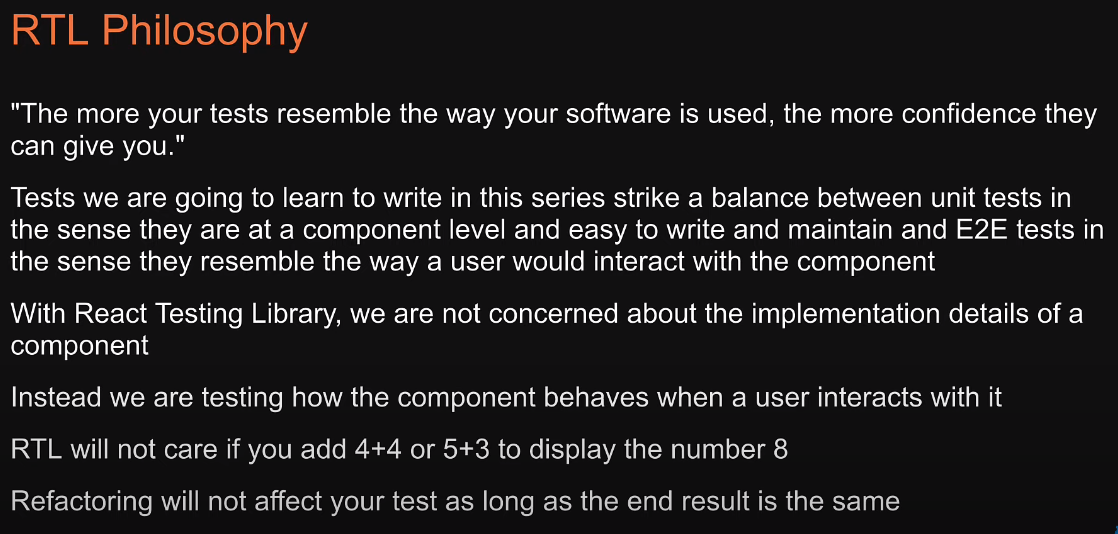 RTL Philosophy
"The more your tests resemble the way your software is used, the more confidence they
can give you."
Tests we are going to learn to write in this series strike a balance between unit tests in
the sense they are at a component level and easy to write and maintain and E2E tests in
the sense they resemble the way a user would interact with the component
With React Testing Library, we are not concerned about the implementation details of a
component
Instead we are testing how the component behaves when a user interacts with it
RTL will not care if you add 4+4 or 5+3 to display the number 8
Refactoring will not affect your test as long as the end result is the same